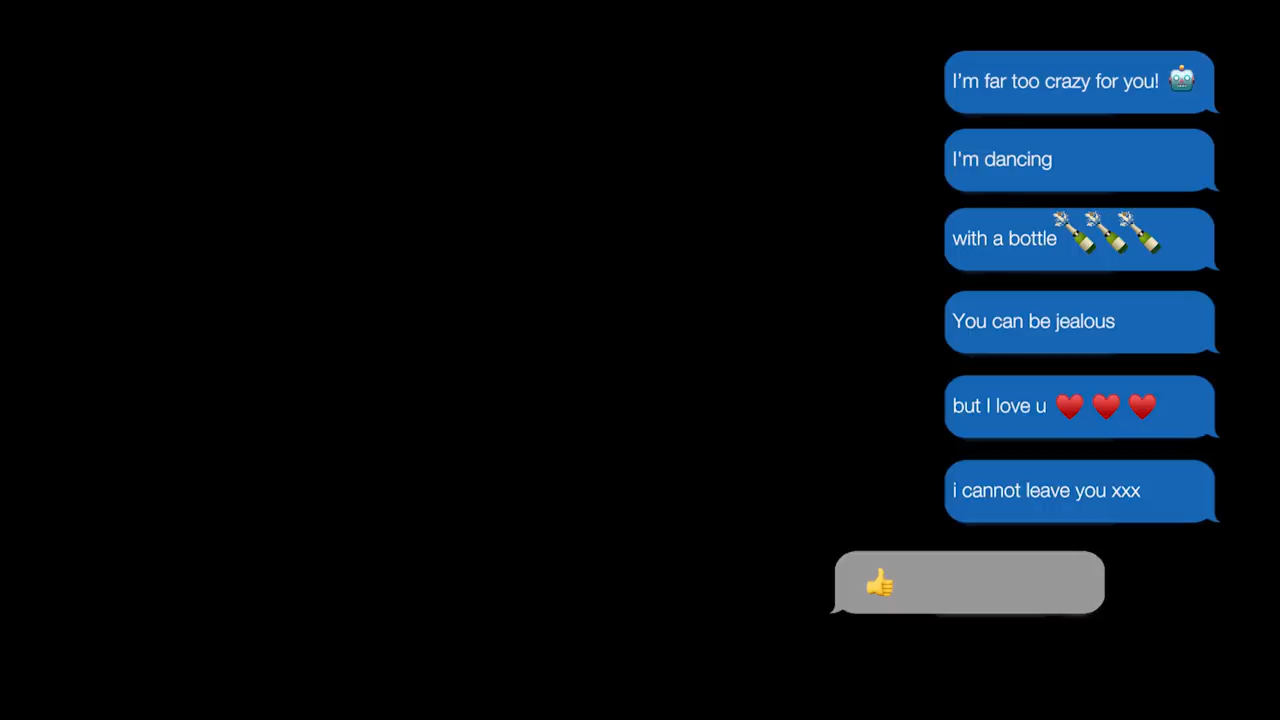 I'm far too crazy for you! 🤖
I'm dancing
with a bottle🍾🍾🍾
You can be jealous
but I love u ♥️ ♥️ ♥️
i cannot leave you xxx
👍